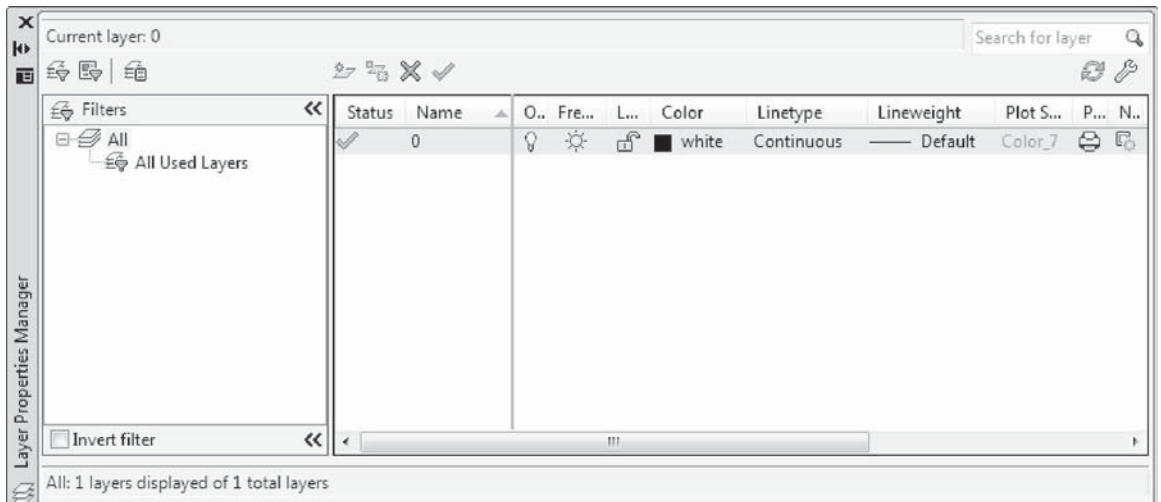 Current layer: 0
Search for layer
Filters
Status Name O.. Fre... L... Color Linetype Lineweight Plot S... P... N..
All
0 white Continuous Default Color_7
All Used Layers
Invert filter
Layer Properties Manager
All: 1 layers displayed of 1 total layers